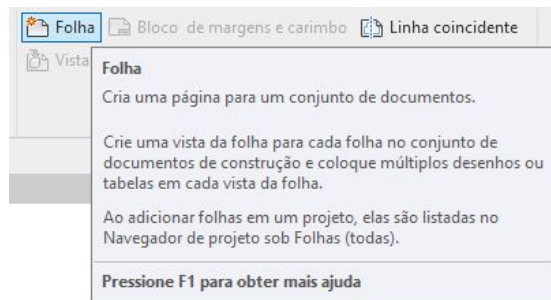 Folha Bloco de margens e carimbo Linha coincidente
Vista
Folha
Cria uma página para um conjunto de documentos.
Crie uma vista da folha para cada folha no conjunto de
documentos de construção e coloque múltiplos desenhos ou
tabelas em cada vista da folha.
Ao adicionar folhas em um projeto, elas são listadas no
Navegador de projeto sob Folhas (todas).
Pressione F1 para obter mais ajuda